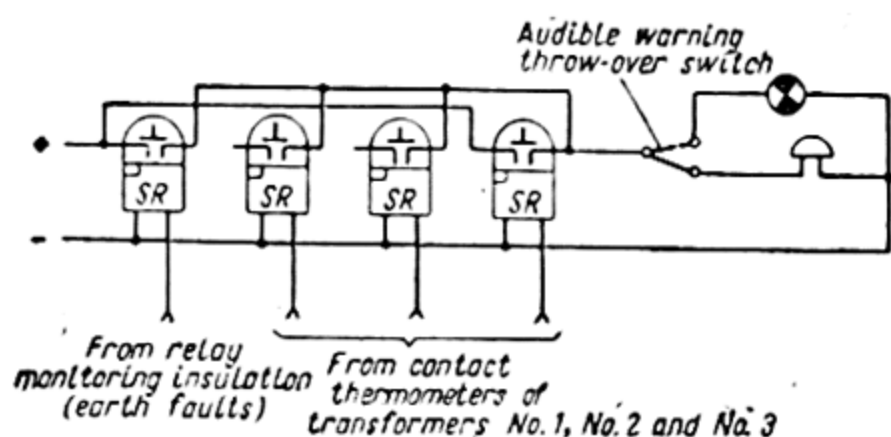 Audible warning
throw-over switch
+
SR SR SR SR
-
From relay
monitoring insulation
(earth faults)
From contact
thermometers of
transformers No.1, No.2 and No.3